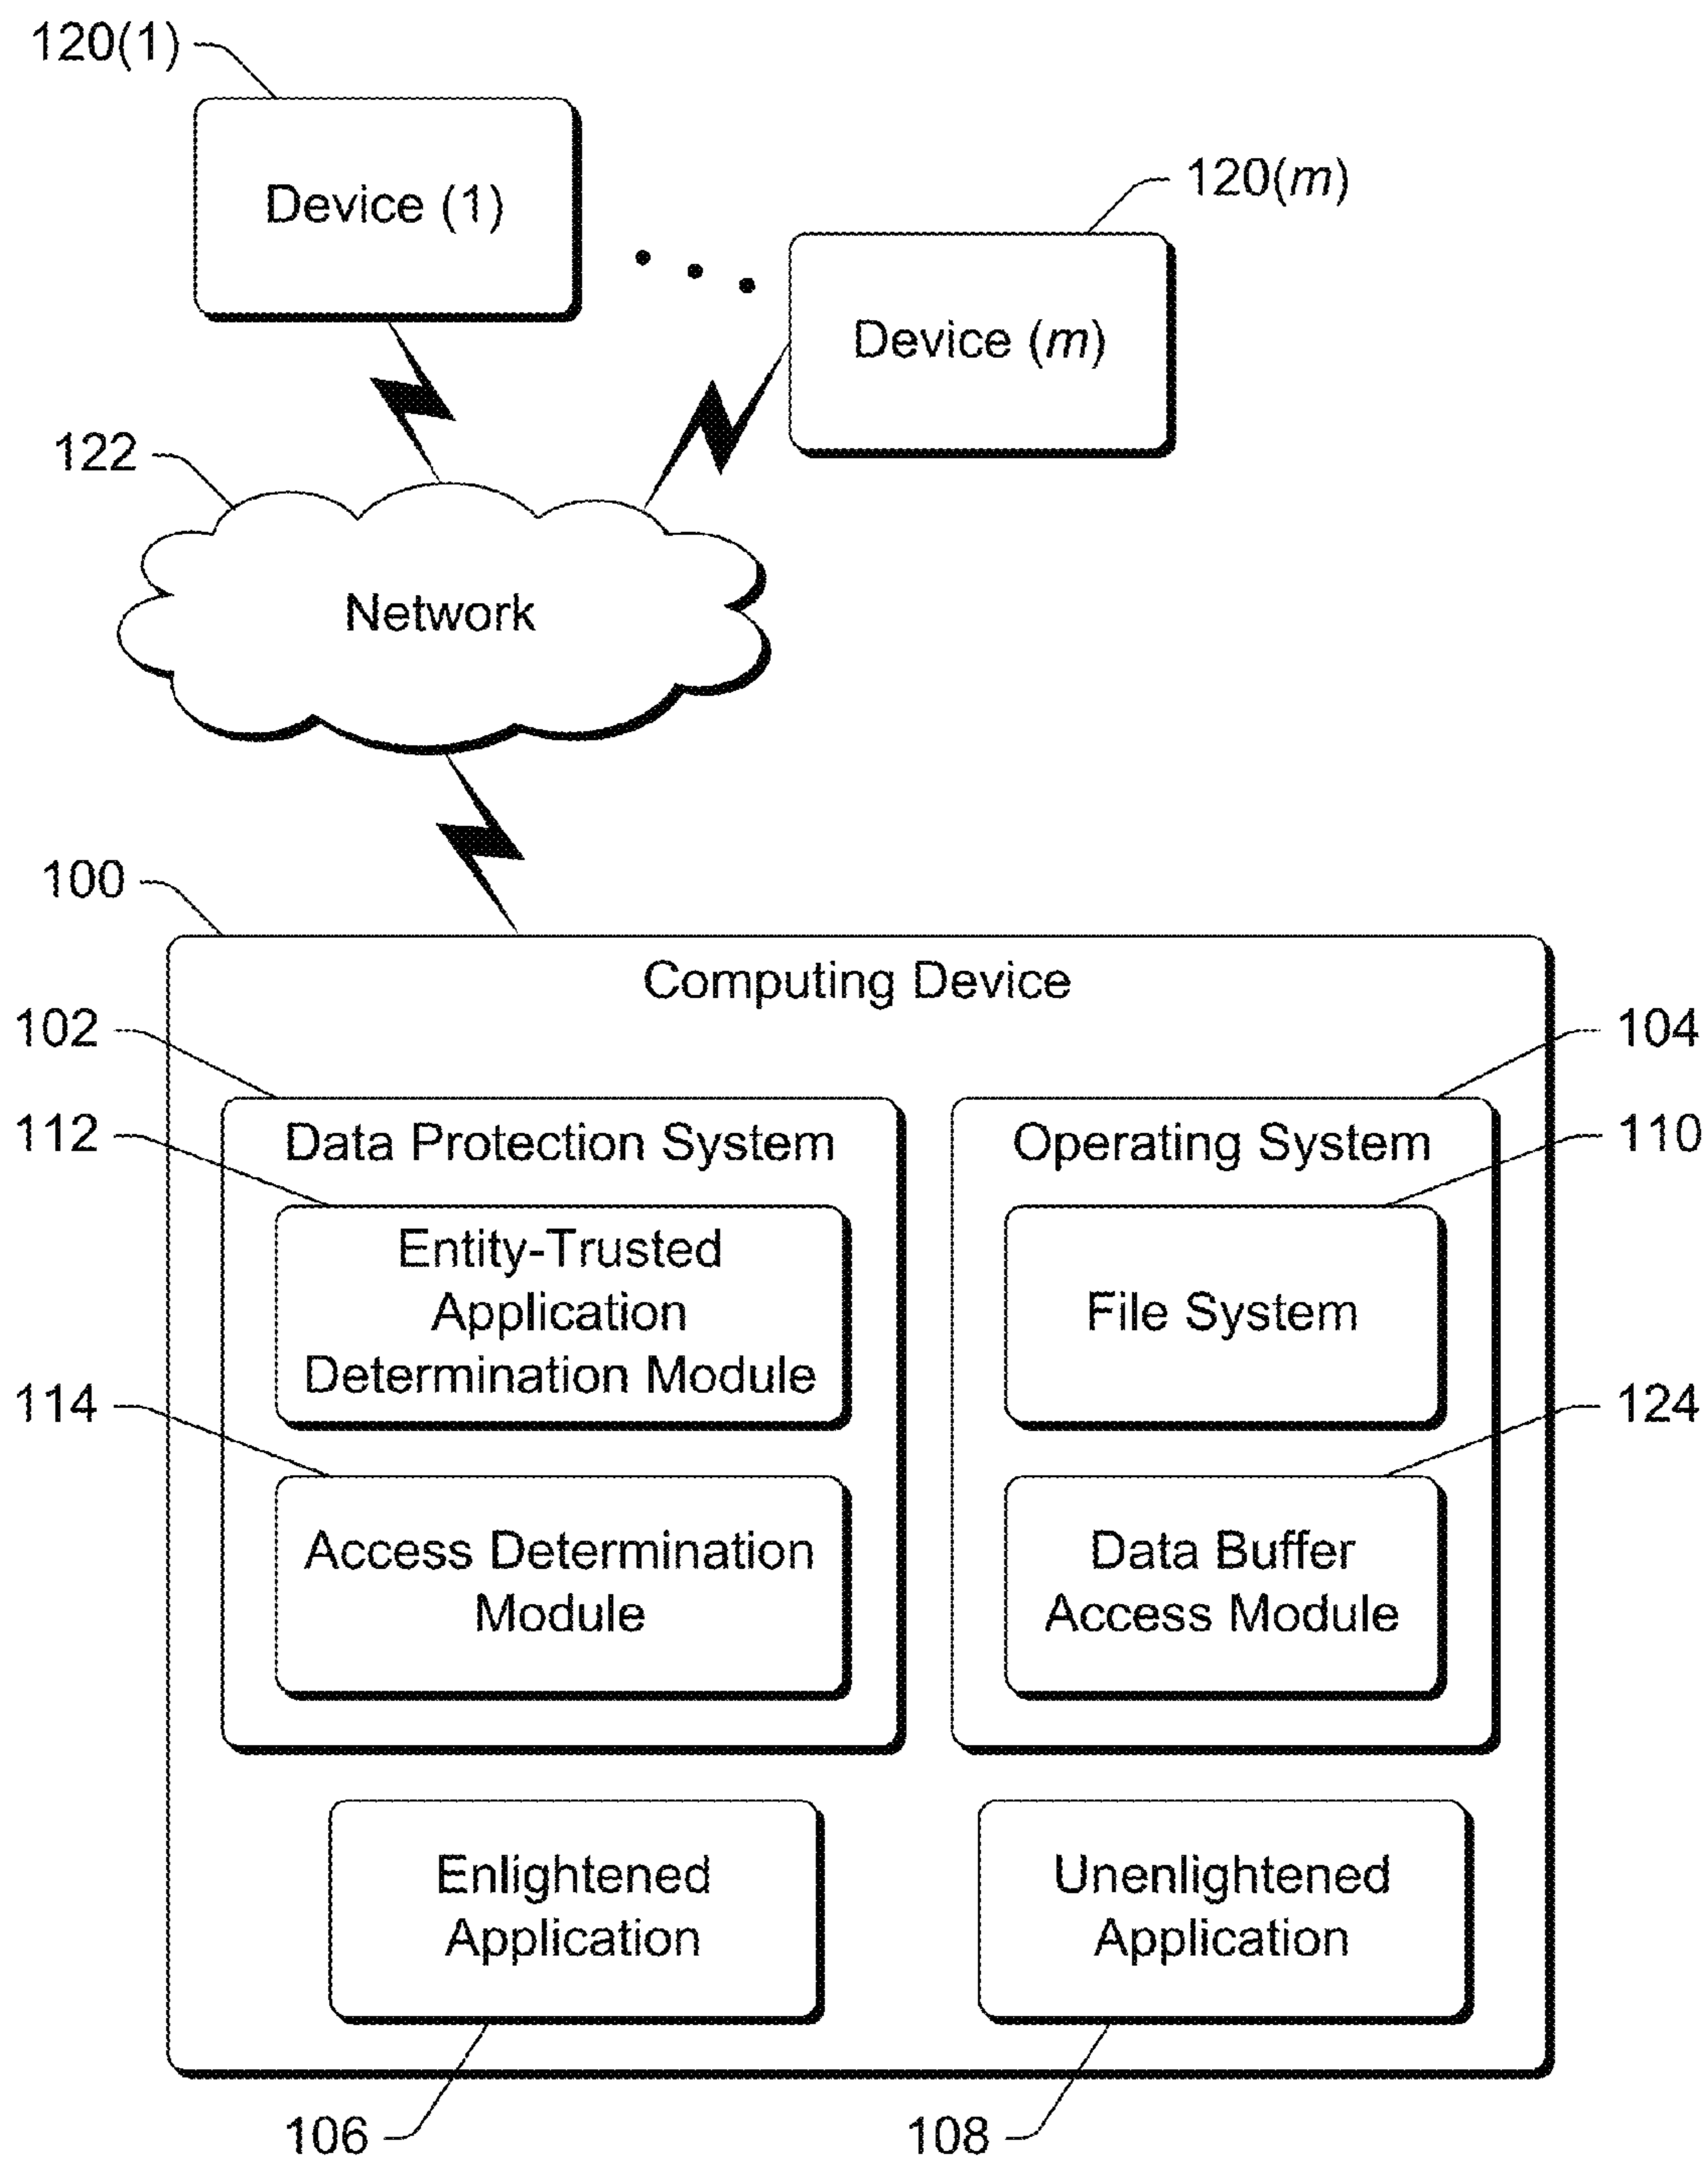 120(1)
Device (1)
120(m)
Device (m)
122
Network
100
Computing Device
102
104
112
Data Protection System
Operating System
110
Entity-Trusted
Application
Determination Module
File System
114
124
Access Determination
Module
Data Buffer
Access Module
Enlightened
Application
Unenlightened
Application
106
108